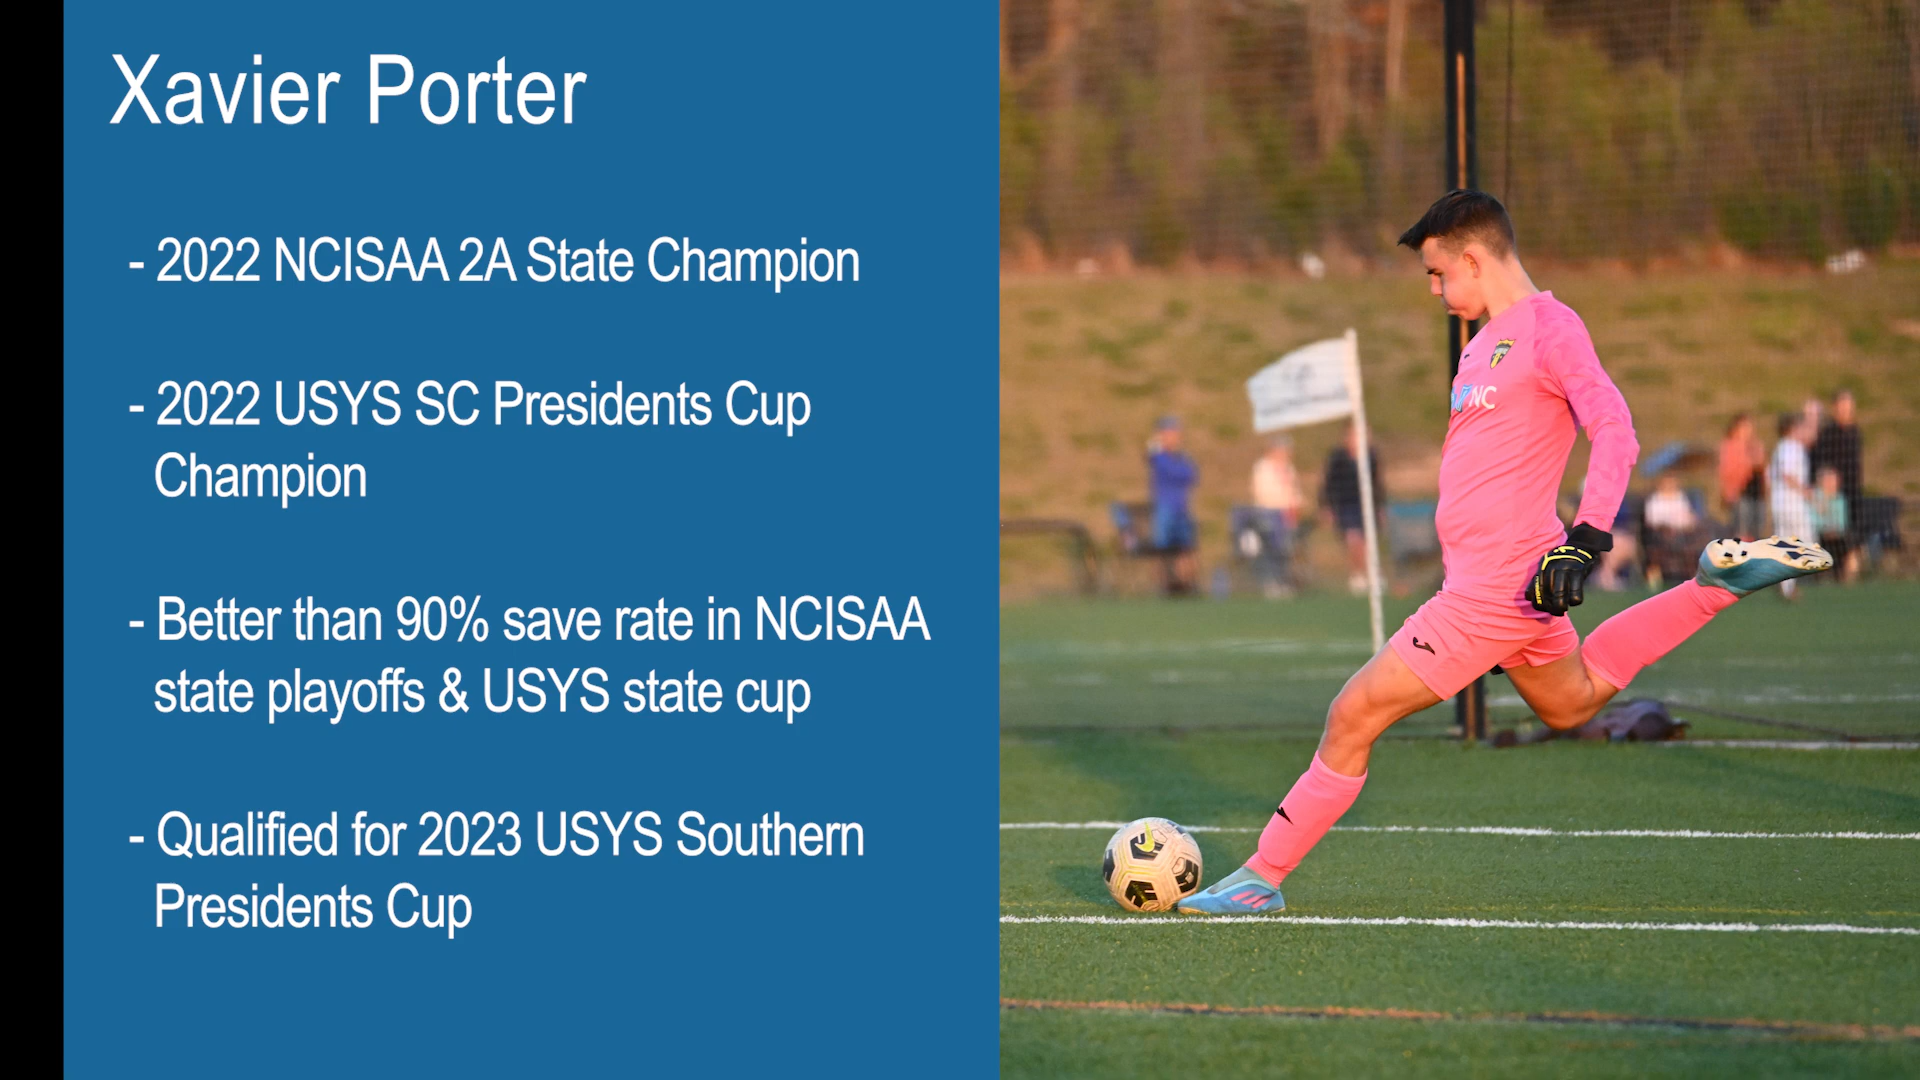 Xavier Porter
- 2022 NCISAA 2A State Champion
- 2022 USYS SC Presidents Cup
Champion
- Better than 90% save rate in NCISAA
state playoffs & USYS state cup
- Qualified for 2023 USYS Southern
Presidents Cup
NC